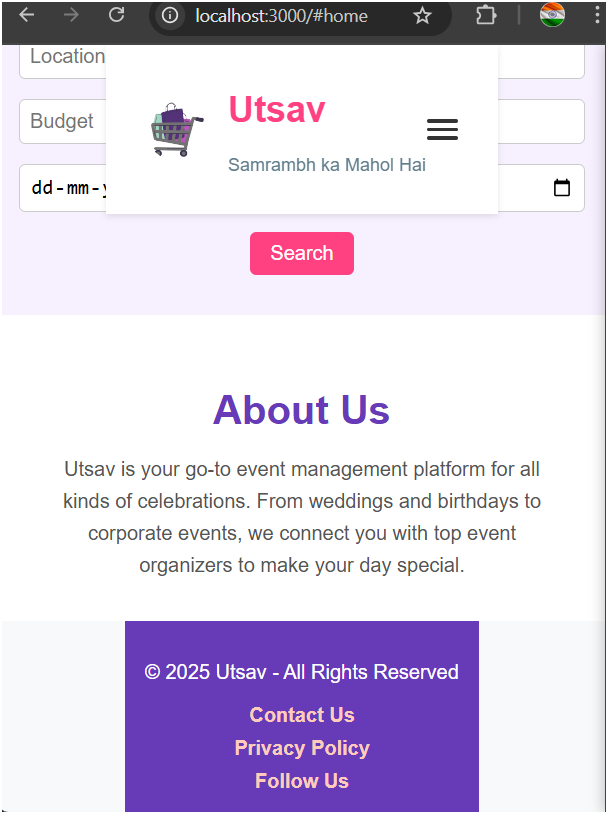 localhost:3000/#home
Location
Utsav
Budget
Samrambh ka Mahol Hai
dd-mm-y
Search
About Us
Utsav is your go-to event management platform for all
kinds of celebrations. From weddings and birthdays to
corporate events, we connect you with top event
organizers to make your day special.
© 2025 Utsav - All Rights Reserved
Contact Us
Privacy Policy
Follow Us